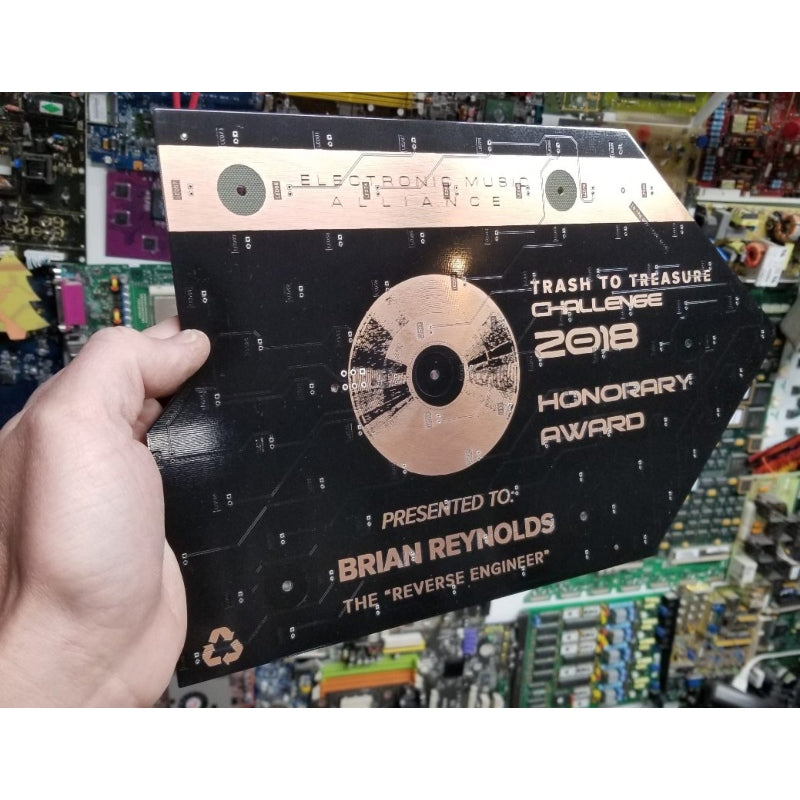 ELECTRONIC MUSIC
ALLIANCE
TRASH TO TREASURE
CHALLENGE
2018
HONORARY
AWARD
PRESENTED TO:
BRIAN REYNOLDS
THE "REVERSE ENGINEER"